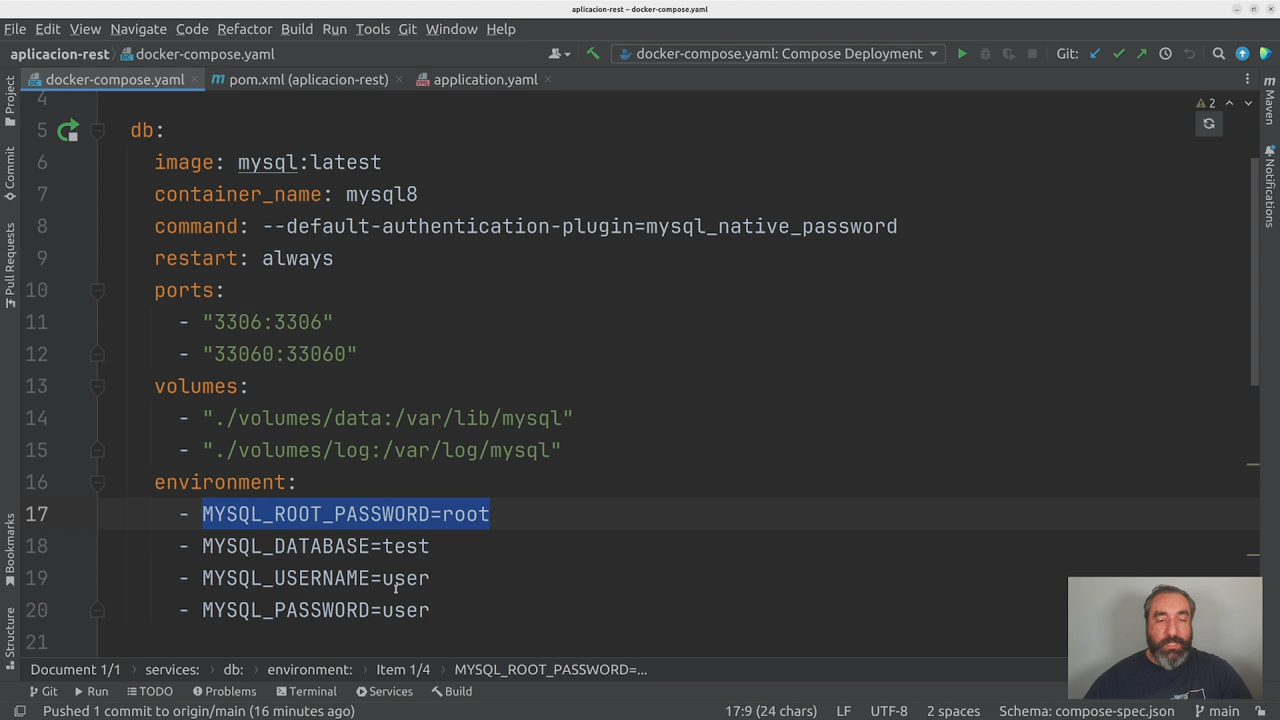 aplicacion-rest – docker-compose.yaml
File Edit View Navigate Code Refactor Build Run Tools Git Window Help
aplicacion-rest docker-compose.yaml docker-compose.yaml: Compose Deployment Git:
docker-compose.yaml pom.xml (aplicacion-rest) application.yaml
Project
Commit
Pull Requests
Bookmarks
Structure
Maven
Notifications
2
4
5 db:
6 image: mysql:latest
7 container_name: mysql8
8 command: --default-authentication-plugin=mysql_native_password
9 restart: always
10 ports:
11 - "3306:3306"
12 - "33060:33060"
13 volumes:
14 - "./volumes/data:/var/lib/mysql"
15 - "./volumes/log:/var/log/mysql"
16 environment:
17 - MYSQL_ROOT_PASSWORD=root
18 - MYSQL_DATABASE=test
19 - MYSQL_USERNAME=user
20 - MYSQL_PASSWORD=user
21
Document 1/1 services: db: environment: Item 1/4 MYSQL_ROOT_PASSWORD=...
Git Run TODO Problems Terminal Services Build
Pushed 1 commit to origin/main (16 minutes ago) 17:9 (24 chars) LF UTF-8 2 spaces Schema: compose-spec.json main